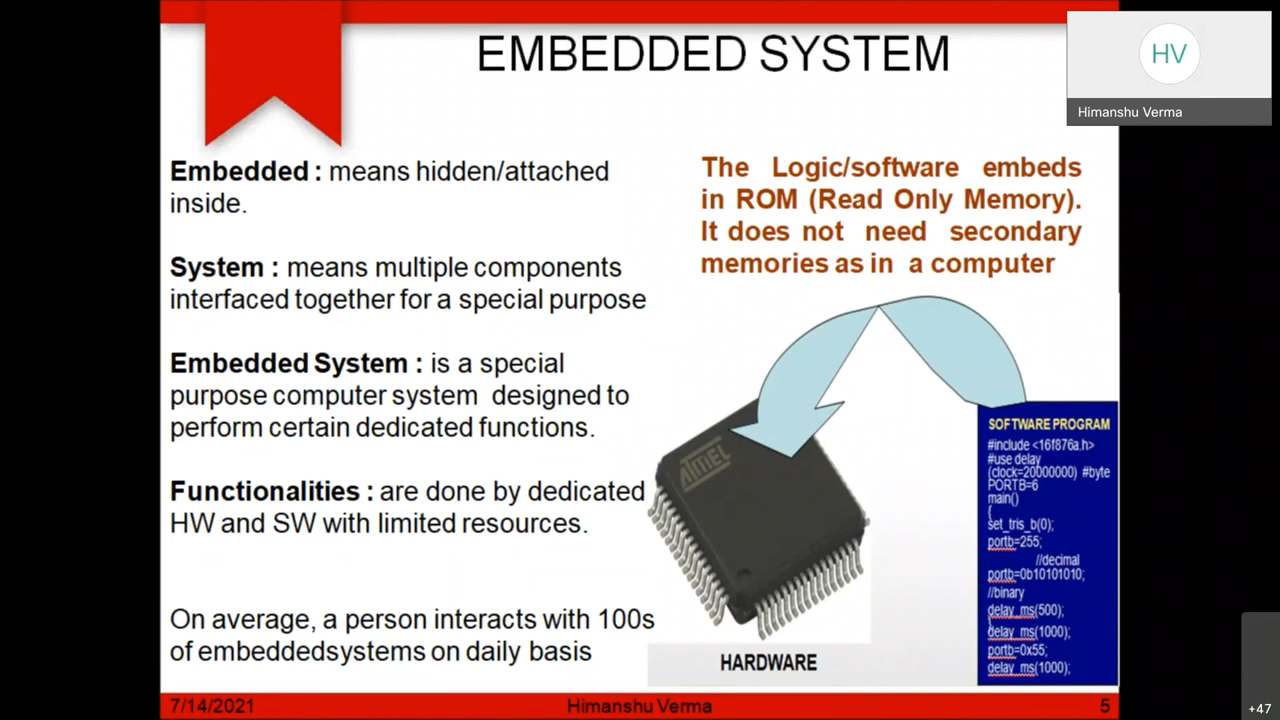 EMBEDDED SYSTEM
HV
Himanshu Verma
Embedded : means hidden/attached
inside.
System : means multiple components
interfaced together for a special purpose
Embedded System : is a special
purpose computer system designed to
perform certain dedicated functions.
Functionalities : are done by dedicated
HW and SW with limited resources.
On average, a person interacts with 100s
of embeddedsystems on daily basis
The Logic/software embeds
in ROM (Read Only Memory).
It does not need secondary
memories as in a computer
ATMEL
HARDWARE
SOFTWARE PROGRAM
#include <16f876a.h>
#use delay
(clock=20000000) #byte
PORTB=6
main()
{
set_tris_b(0);
portb=255;
//decimal
portb=0b10101010;
//binary
delay_ms(500);
{
delay_ms(1000);
portb=0x55;
delay_ms(1000);
7/14/2021
Himanshu Verma
5
+47